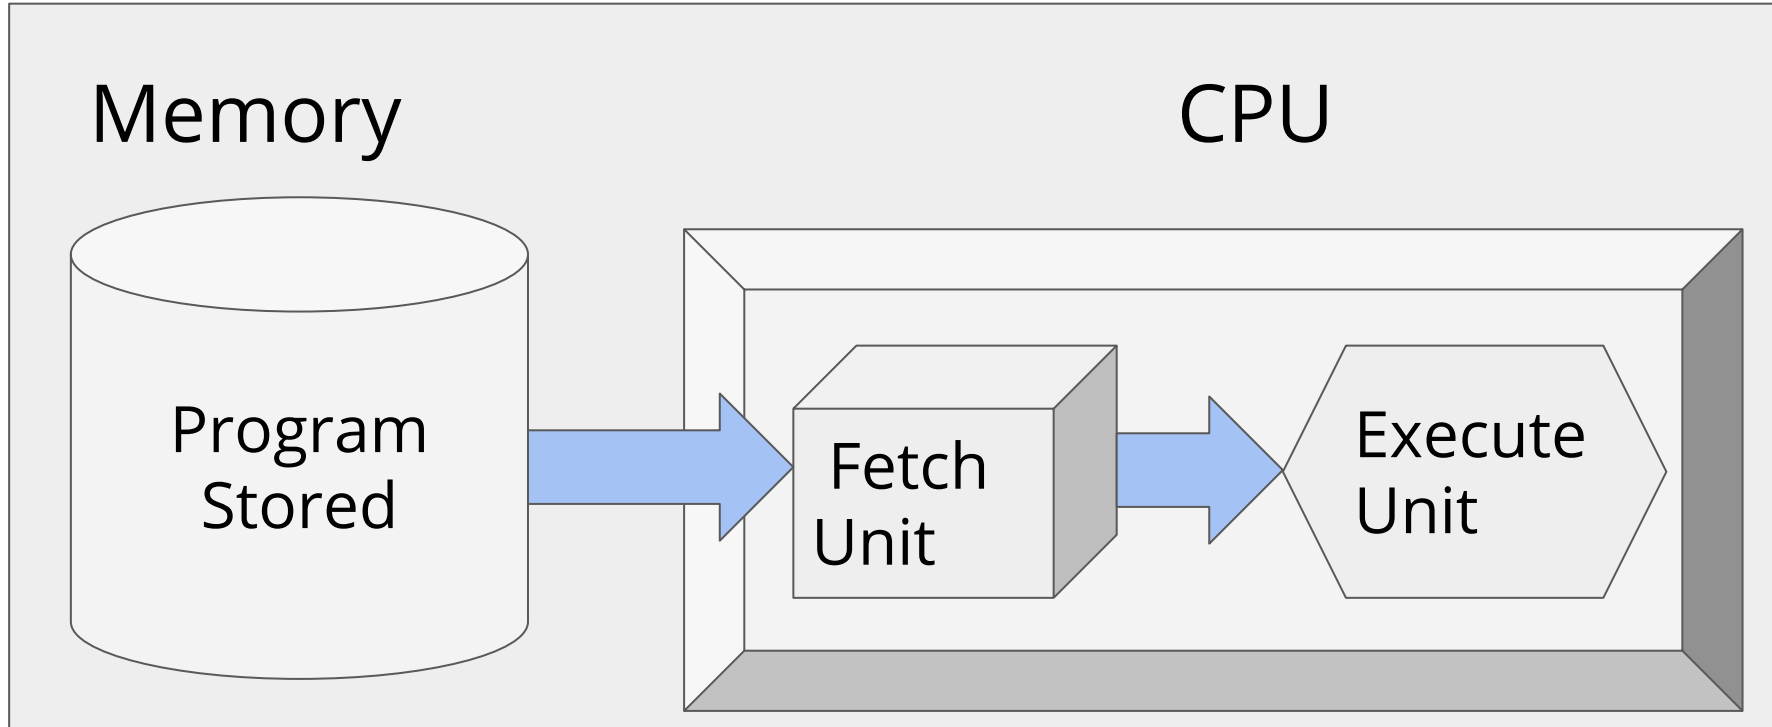 Memory
CPU
Program
Stored
Fetch
Unit
Execute
Unit